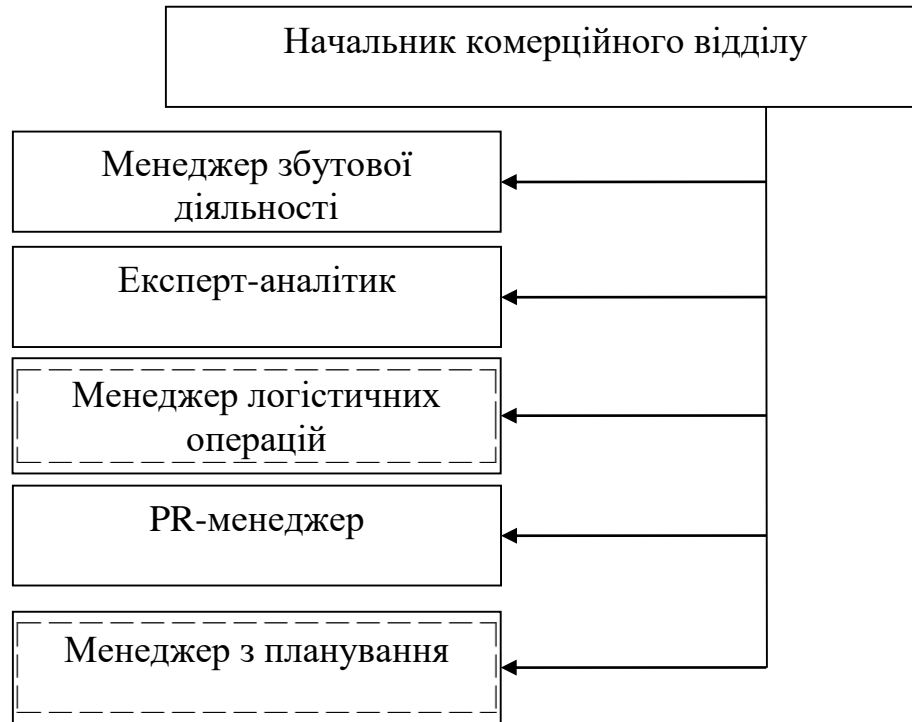 Начальник комерційного відділу
Менеджер збутової
діяльності
Експерт-аналітик
Менеджер логістичних
операцій
PR-менеджер
Менеджер з планування